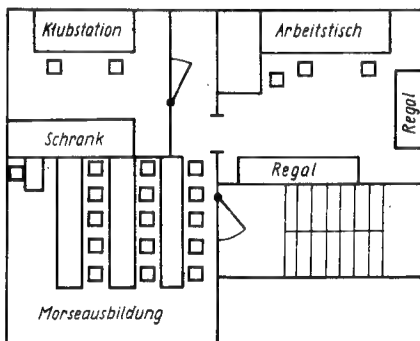 Klubstation
Arbeitstisch
Regal
Schrank
Regal
Morseausbildung